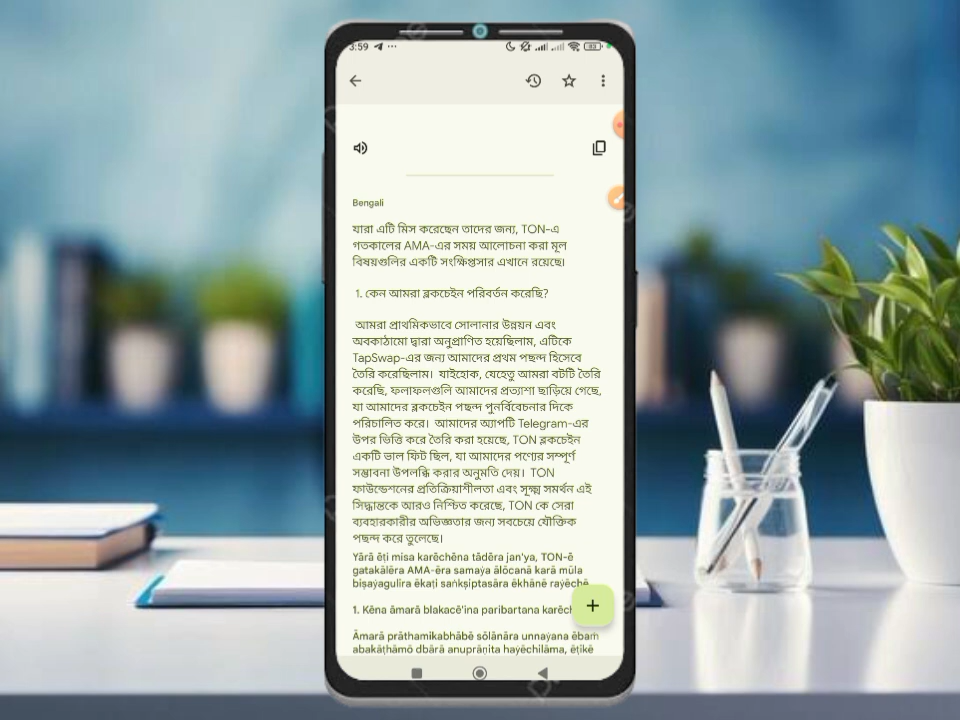 3:59
Bengali
যারা এটি মিস করেছেন তাদের জন্য, TON-এ
গতকালের AMA-এর সময় আলোচনা করা মূল
বিষয়গুলির একটি সংক্ষিপ্তসার এখানে রয়েছে৷
1. কেন আমরা ব্লকচেইন পরিবর্তন করেছি?
আমরা প্রাথমিকভাবে সোলানার উন্নয়ন এবং
অবকাঠামো দ্বারা অনুপ্রাণিত হয়েছিলাম, এটিকে
TapSwap-এর জন্য আমাদের প্রথম পছন্দ হিসেবে
তৈরি করেছিলাম। যাইহোক, যেহেতু আমরা বটটি তৈরি
করেছি, ফলাফলগুলি আমাদের প্রত্যাশা ছাড়িয়ে গেছে,
যা আমাদের ব্লকচেইন পছন্দ পুনর্বিবেচনার দিকে
পরিচালিত করে। আমাদের অ্যাপটি Telegram-এর
উপর ভিত্তি করে তৈরি করা হয়েছে, TON ব্লকচেইন
একটি ভাল ফিট ছিল, যা আমাদের পণ্যের সম্পূর্ণ
সম্ভাবনা উপলব্ধি করার অনুমতি দেয়। TON
ফাউন্ডেশনের প্রতিক্রিয়াশীলতা এবং সূক্ষ্ম সমর্থন এই
সিদ্ধান্তকে আরও নিশ্চিত করেছে, TON কে সেরা
ব্যবহারকারীর অভিজ্ঞতার জন্য সবচেয়ে যৌক্তিক
পছন্দ করে তুলেছে।
Yārā ēṭi misa karēchēna tādēra jan'ya, TON-ē
gatakālēra AMA-ēra samaẏa ālōcanā karā mūla
biṣaẏagulira ēkaṭi saṅkṣiptasāra ēkhānē raẏēchē
1. Kēna āmarā blakacē'ina paribartana
Āmarā prāthamikabhābē sōlānāra unnaẏana ēbaṁ
abakāṭhāmō dbārā anuprāṇita haẏēchilāma, ēṭikē